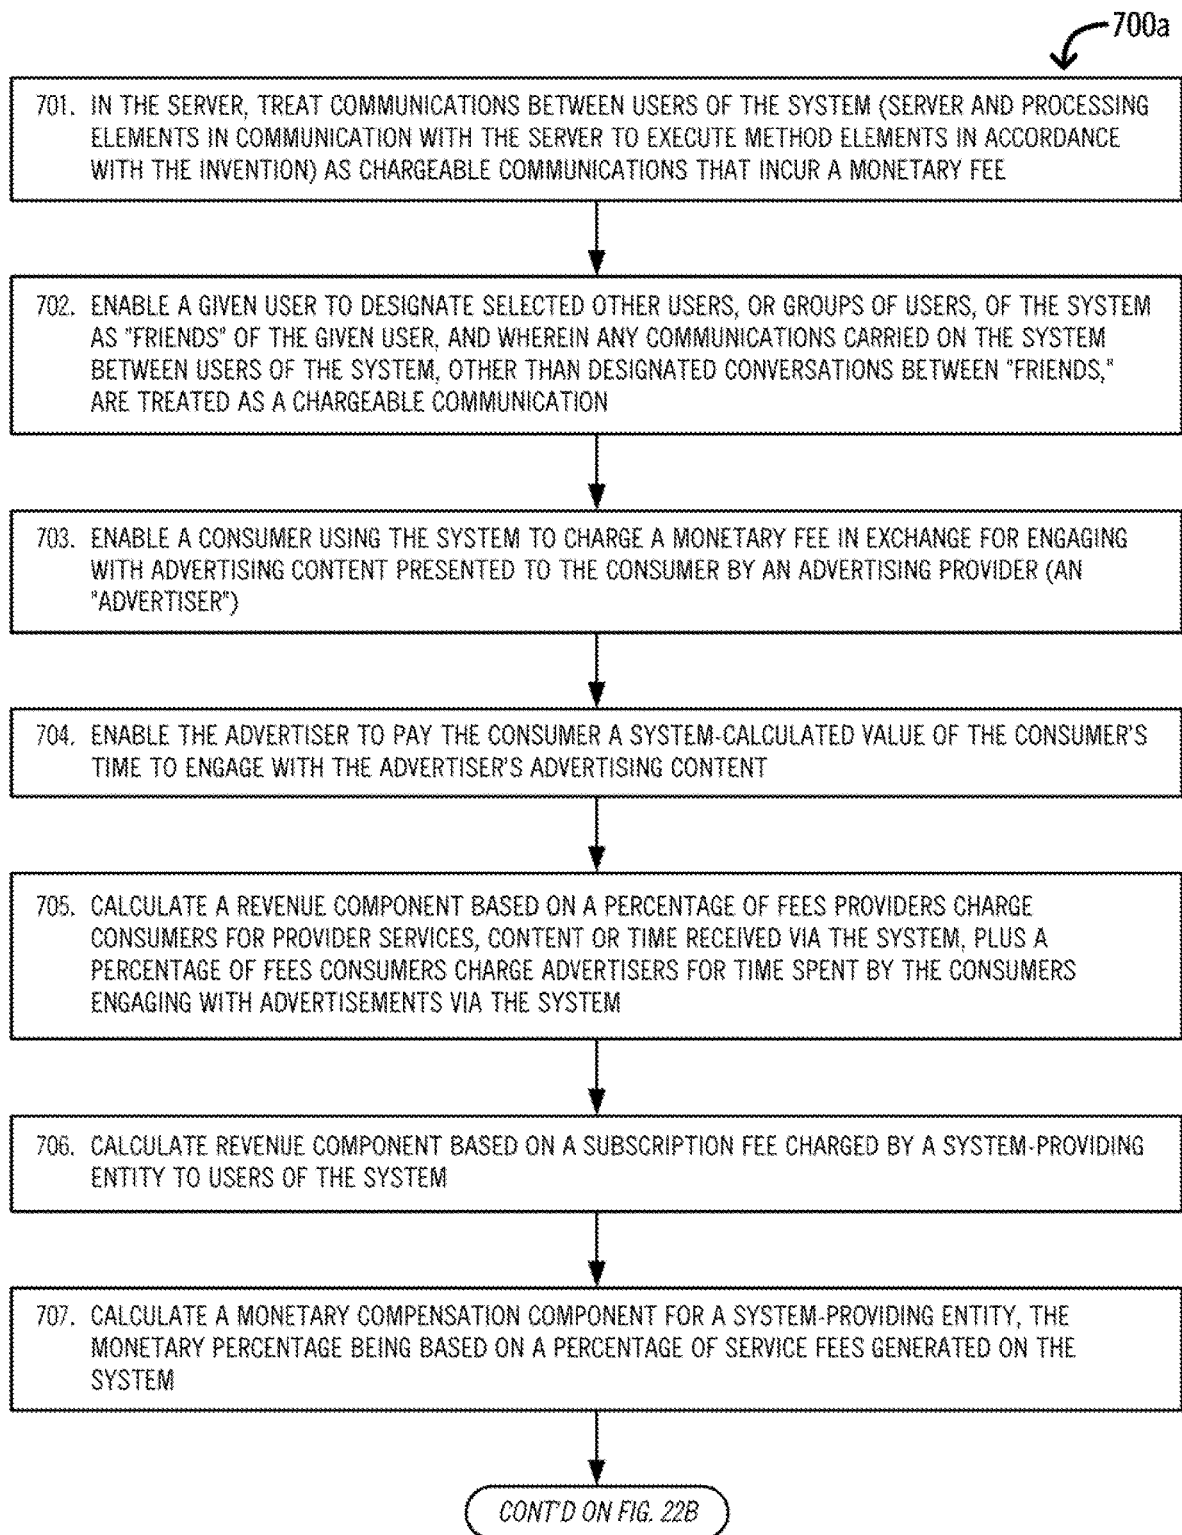 700a
701. IN THE SERVER, TREAT COMMUNICATIONS BETWEEN USERS OF THE SYSTEM (SERVER AND PROCESSING
ELEMENTS IN COMMUNICATION WITH THE SERVER TO EXECUTE METHOD ELEMENTS IN ACCORDANCE
WITH THE INVENTION) AS CHARGEABLE COMMUNICATIONS THAT INCUR A MONETARY FEE
702. ENABLE A GIVEN USER TO DESIGNATE SELECTED OTHER USERS, OR GROUPS OF USERS, OF THE SYSTEM
AS "FRIENDS" OF THE GIVEN USER, AND WHEREIN ANY COMMUNICATIONS CARRIED ON THE SYSTEM
BETWEEN USERS OF THE SYSTEM, OTHER THAN DESIGNATED CONVERSATIONS BETWEEN "FRIENDS,"
ARE TREATED AS A CHARGEABLE COMMUNICATION
703. ENABLE A CONSUMER USING THE SYSTEM TO CHARGE A MONETARY FEE IN EXCHANGE FOR ENGAGING
WITH ADVERTISING CONTENT PRESENTED TO THE CONSUMER BY AN ADVERTISING PROVIDER (AN
"ADVERTISER")
704. ENABLE THE ADVERTISER TO PAY THE CONSUMER A SYSTEM-CALCULATED VALUE OF THE CONSUMER'S
TIME TO ENGAGE WITH THE ADVERTISER'S ADVERTISING CONTENT
705. CALCULATE A REVENUE COMPONENT BASED ON A PERCENTAGE OF FEES PROVIDERS CHARGE
CONSUMERS FOR PROVIDER SERVICES, CONTENT OR TIME RECEIVED VIA THE SYSTEM, PLUS A
PERCENTAGE OF FEES CONSUMERS CHARGE ADVERTISERS FOR TIME SPENT BY THE CONSUMERS
ENGAGING WITH ADVERTISEMENTS VIA THE SYSTEM
706. CALCULATE REVENUE COMPONENT BASED ON A SUBSCRIPTION FEE CHARGED BY A SYSTEM-PROVIDING
ENTITY TO USERS OF THE SYSTEM
707. CALCULATE A MONETARY COMPENSATION COMPONENT FOR A SYSTEM-PROVIDING ENTITY, THE
MONETARY PERCENTAGE BEING BASED ON A PERCENTAGE OF SERVICE FEES GENERATED ON THE
SYSTEM
CONT'D ON FIG. 22B